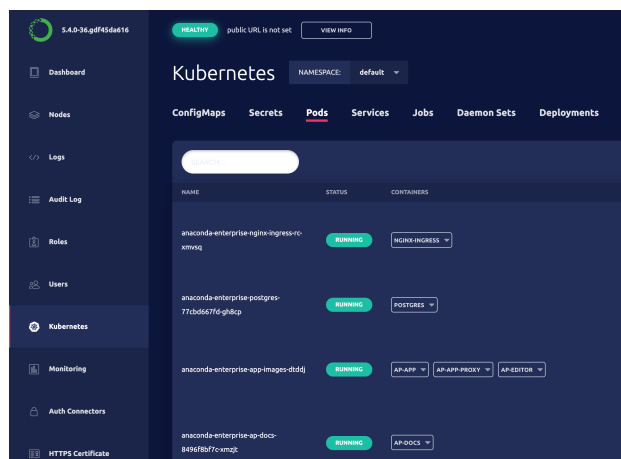 5.4.0-36.gdf45da616
HEALTHY public URL is not set VIEW INFO
Dashboard
Kubernetes NAMESPACE: default
Nodes
ConfigMaps Secrets Pods Services Jobs Daemon Sets Deployments
Logs
SEARCH...
NAME STATUS CONTAINERS
Audit Log
Roles
anaconda-enterprise-nginx-ingress-rc-
xmvsq
RUNNING NGINX-INGRESS
Users
anaconda-enterprise-postgres-
77cbd667fd-gh8cp
RUNNING POSTGRES
Kubernetes
Monitoring
anaconda-enterprise-app-images-dtddj RUNNING AP-APP AP-APP-PROXY AP-EDITOR
Auth Connectors
anaconda-enterprise-ap-docs-
8496f8bf7c-xmzjt
RUNNING AP-DOCS
HTTPS Certificate